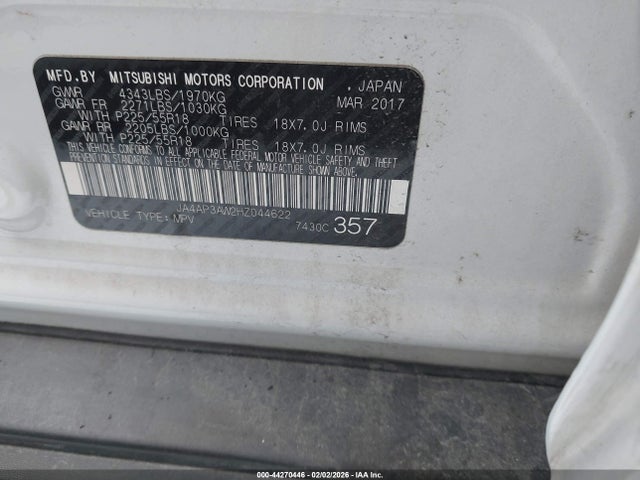 MFD.BY MITSUBISHI MOTORS CORPORATION , JAPAN
GVWR 4343LBS/1970KG MAR 2017
GAWR FR 2271LBS/1030KG
WITH P225/55R18 TIRES 18X7.0J RIMS
GAWR RR 2205LBS/1000KG
WITH P225/55R18 TIRES 18X7.0J RIMS
THIS VEHICLE CONFORMS TO ALL APPLICABLE FEDERAL MOTOR VEHICLE SAFETY AND THEFT
PREVENTION STANDARDS IN EFFECT ON THE DATE OF MANUFACTURE SHOWN ABOVE.
JA4AP3AW2HZ044622
VEHICLE TYPE: MPV 7430C 357
000-44270446 - 02/02/2026 - IAA Inc.